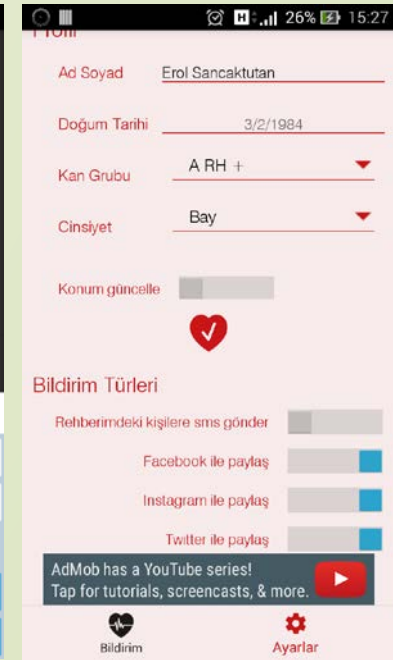 H 26% 15:27
Profil
Ad Soyad Erol Sancaktutan
Doğum Tarihi 3/2/1984
Kan Grubu A RH +
Cinsiyet Bay
Konum güncelle
Bildirim Türleri
Rehberimdeki kişilere sms gönder
Facebook ile paylaş
Instagram ile paylaş
Twitter ile paylaş
AdMob has a YouTube series!
Tap for tutorials, screencasts, & more.
Bildirim Ayarlar